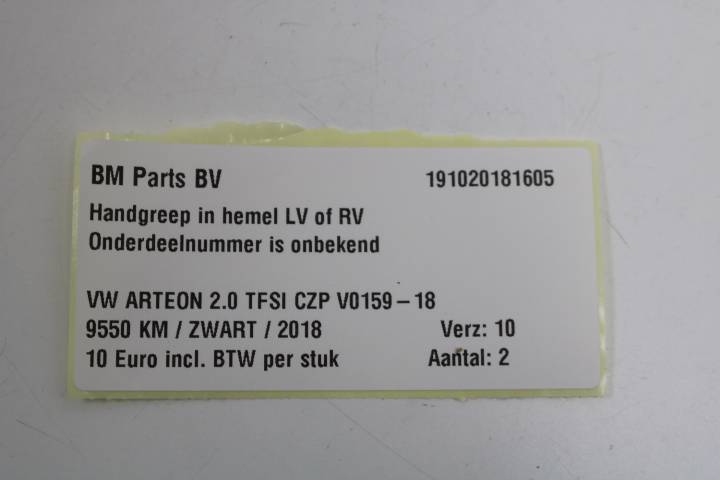 BM Parts BV 191020181605
Handgreep in hemel LV of RV
Onderdeelnummer is onbekend
VW ARTEON 2.0 TFSI CZP V0159-18
9550 KM / ZWART / 2018 Verz: 10
10 Euro incl. BTW per stuk Aantal: 2